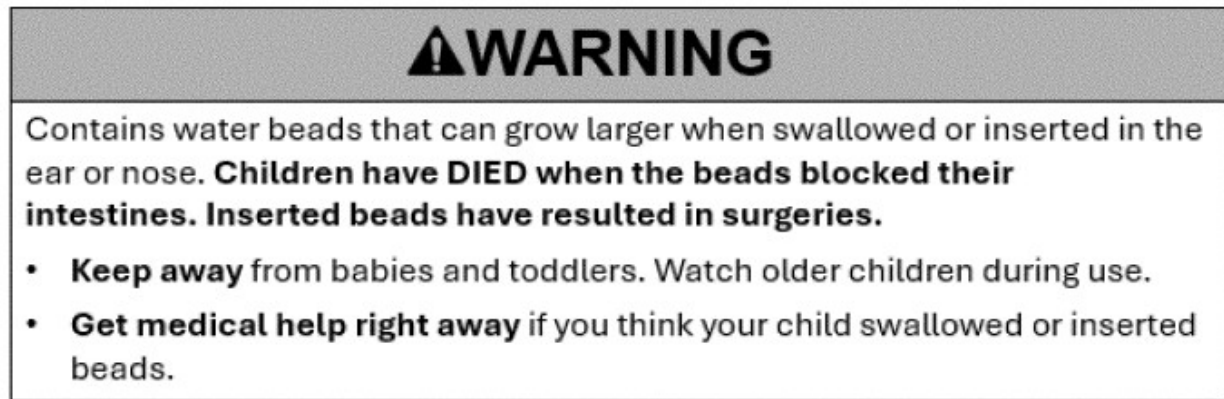 ⚠WARNING
Contains water beads that can grow larger when swallowed or inserted in the
ear or nose. Children have DIED when the beads blocked their
intestines. Inserted beads have resulted in surgeries.
• Keep away from babies and toddlers. Watch older children during use.
• Get medical help right away if you think your child swallowed or inserted
beads.